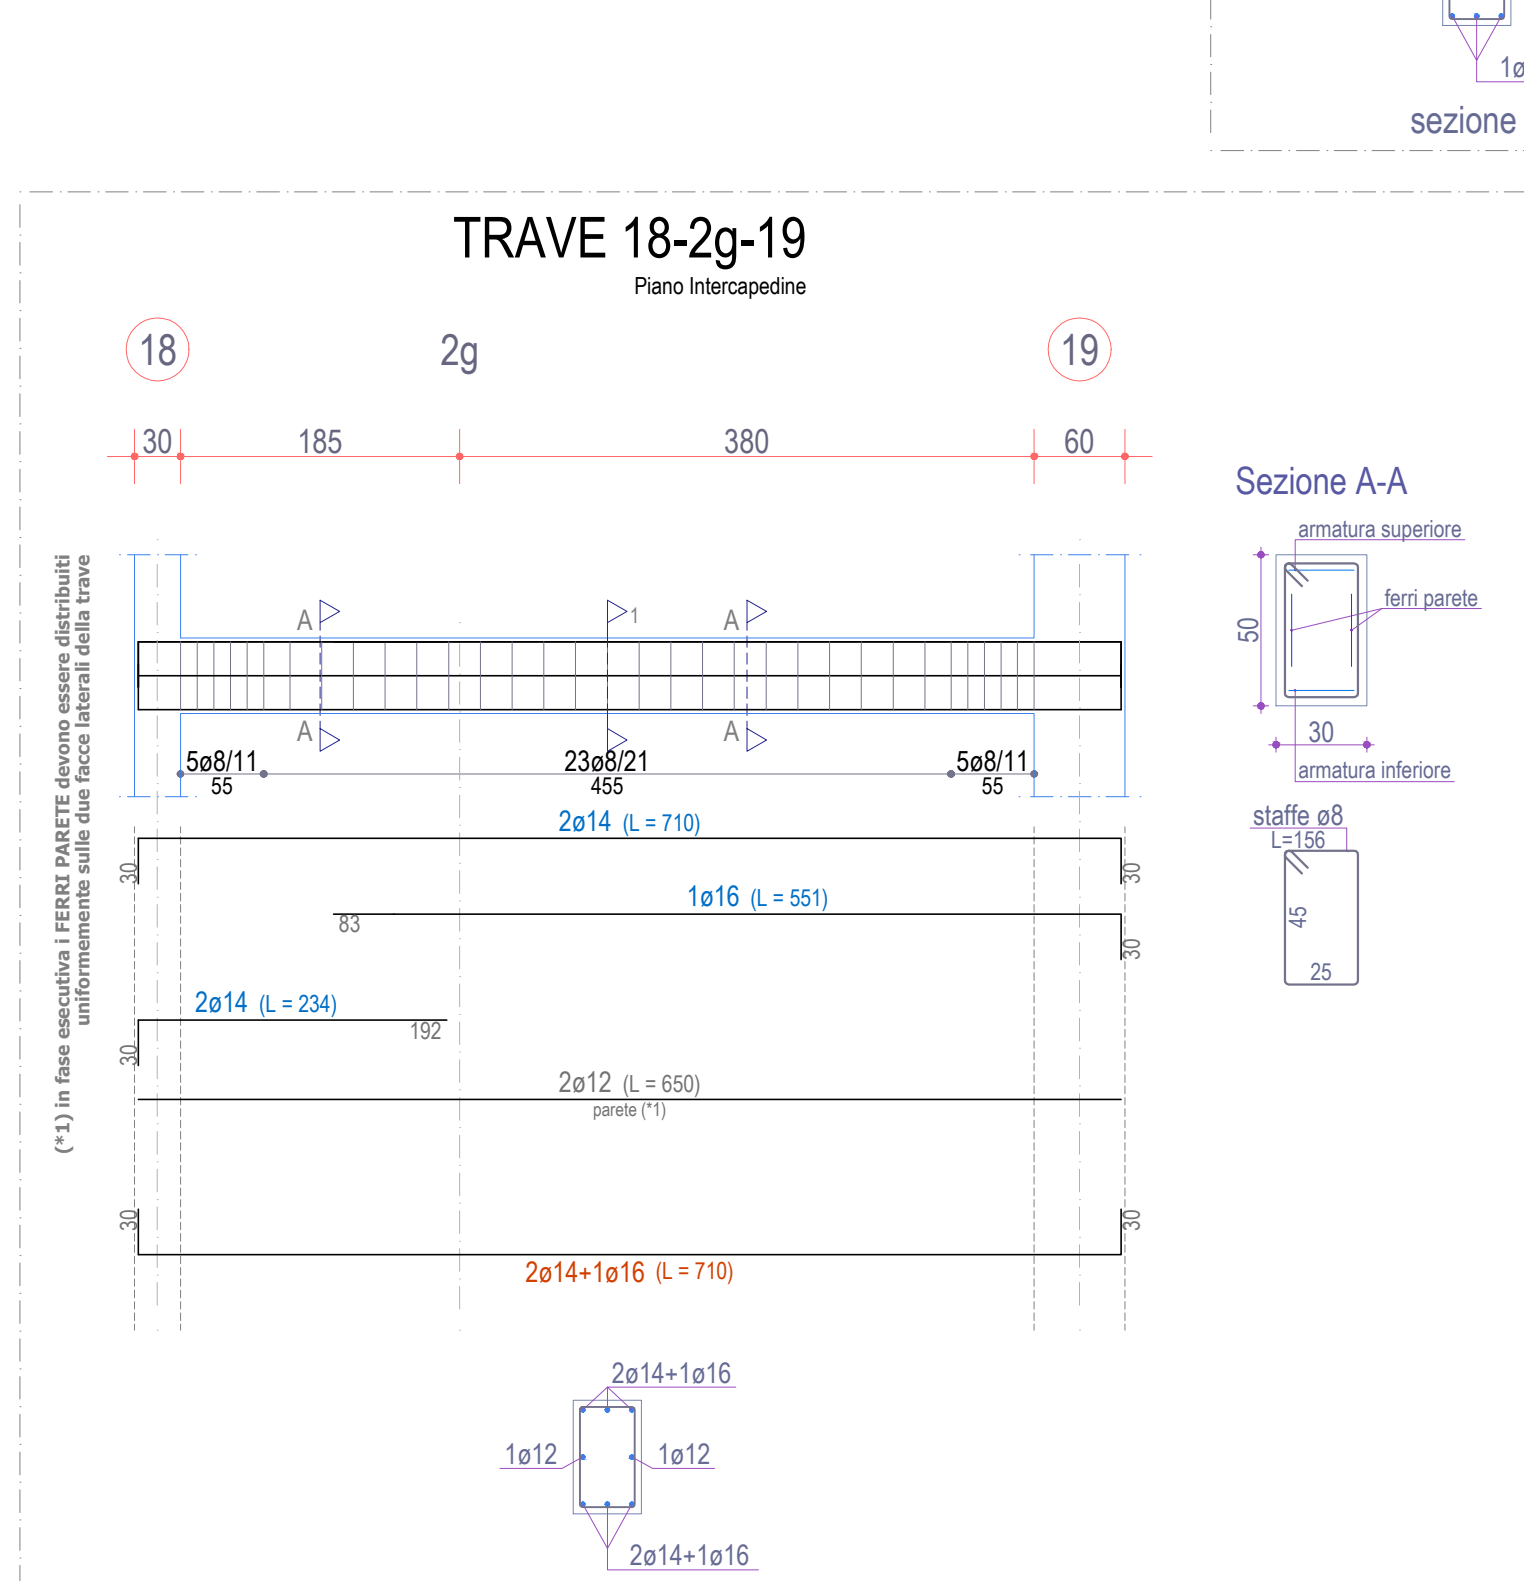 1ø
sezione
TRAVE 18-2g-19
Piano Intercapedine
18
2g
19
30
185
380
60
Sezione A-A
armatura superiore
ferri parete
50
30
armatura inferiore
staffe ø8
L=156
45
25
(*1) in fase esecutiva i FERRI PARETE devono essere distribuiti
uniformemente sulle due facce laterali della trave
A
1
A
A
A
5ø8/11
23ø8/21
5ø8/11
55
455
55
2ø14 (L = 710)
30
30
1ø16 (L = 551)
83
30
2ø14 (L = 234)
192
30
2ø12 (L = 650)
parete (*1)
30
30
2ø14+1ø16 (L = 710)
2ø14+1ø16
1ø12
1ø12
2ø14+1ø16